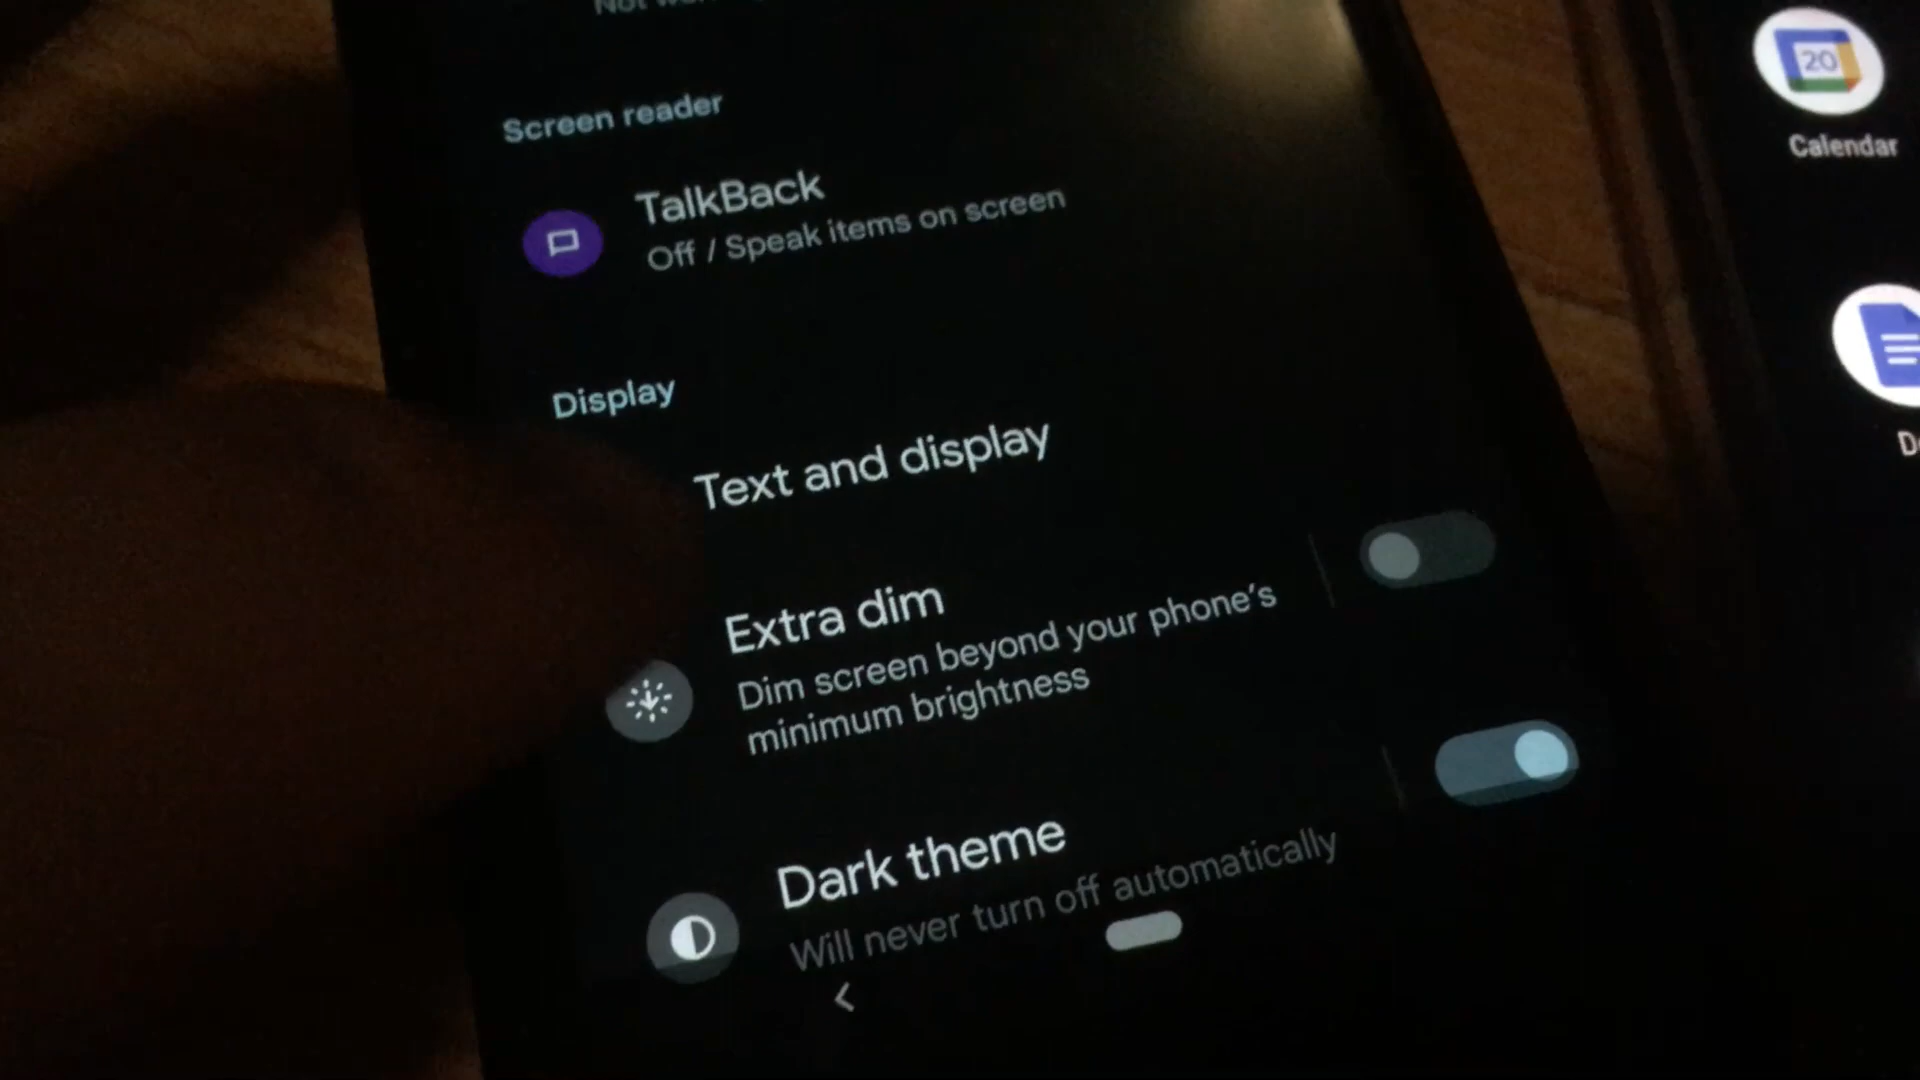 Screen reader
TalkBack
Off / Speak items on screen
Display
Text and display
Extra dim
Dim screen beyond your phone's
minimum brightness
Dark theme
Will never turn off automatically
20
Calendar